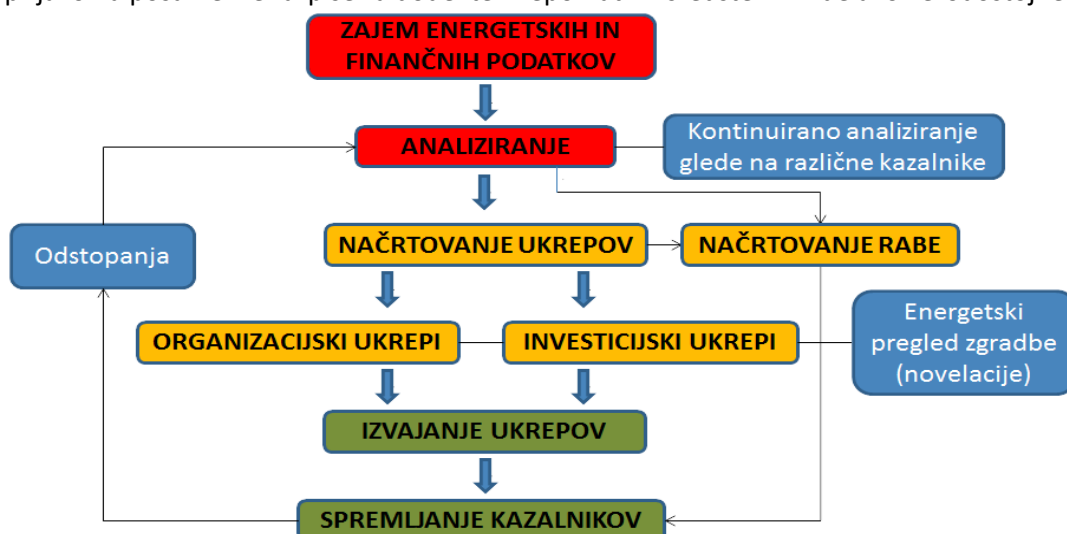 ZAJEM ENERGETSKIH IN
FINANČNIH PODATKOV
ANALIZIRANJE
Kontinuirano analiziranje
glede na različne kazalnike
Odstopanja
NAČRTOVANJE UKREPOV
NAČRTOVANJE RABE
ORGANIZACIJSKI UKREPI
INVESTICIJSKI UKREPI
Energetski
pregled zgradbe
(novelacije)
IZVAJANJE UKREPOV
SPREMLJANJE KAZALNIKOV